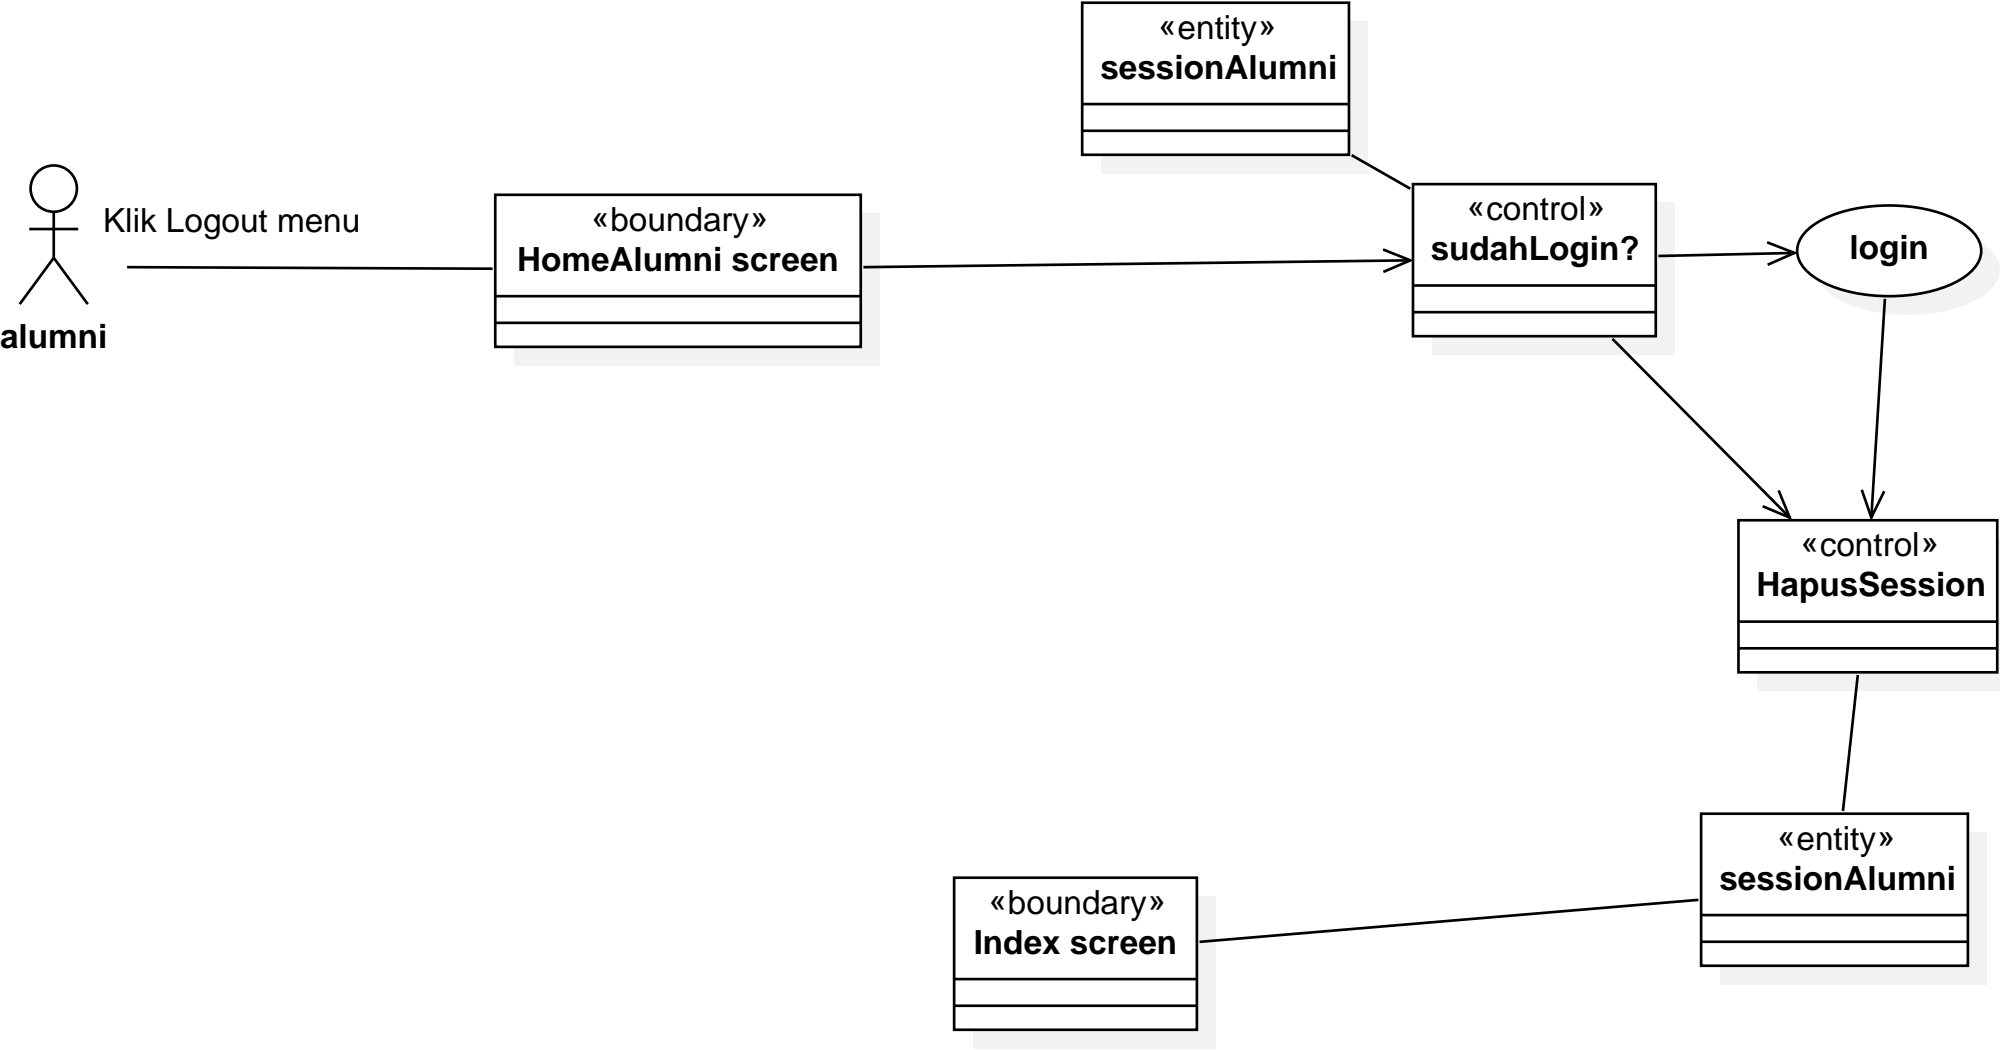 «entity»
sessionAlumni
Klik Logout menu
alumni
«boundary»
HomeAlumni screen
«control»
sudahLogin?
login
«control»
HapusSession
«entity»
sessionAlumni
«boundary»
Index screen